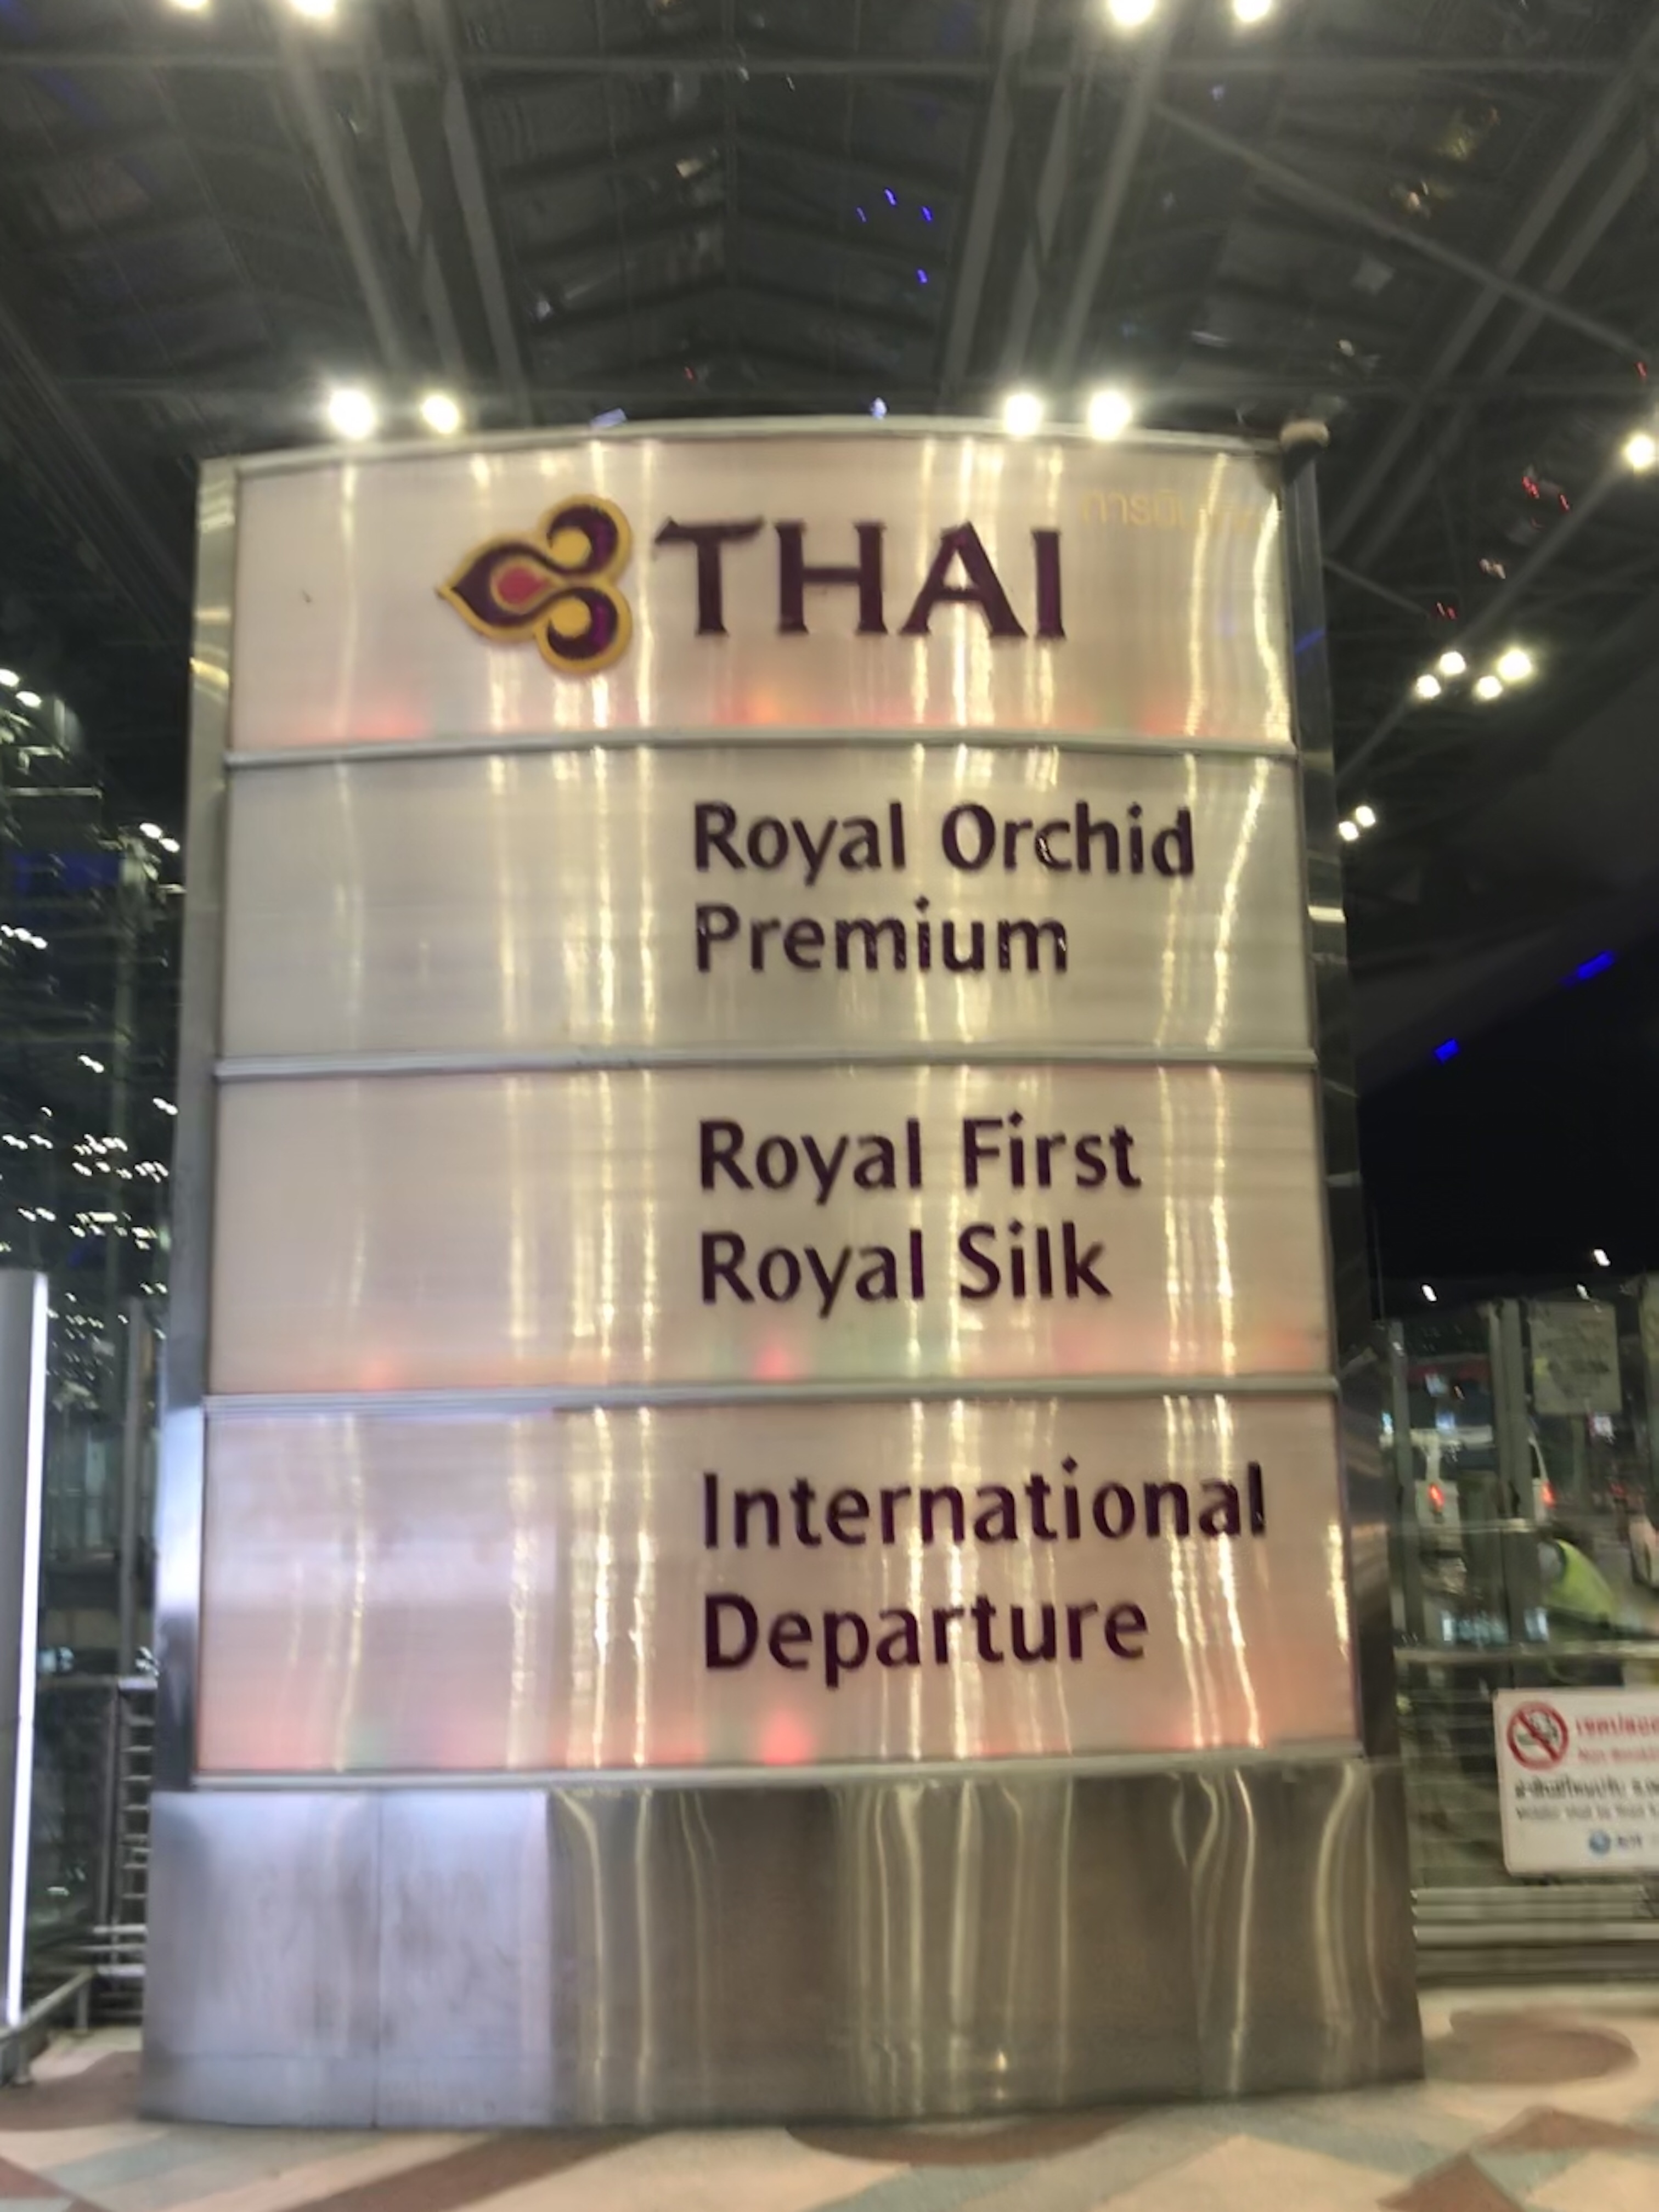 THAI
Royal Orchid
Premium
Royal First
Royal Silk
International
Departure